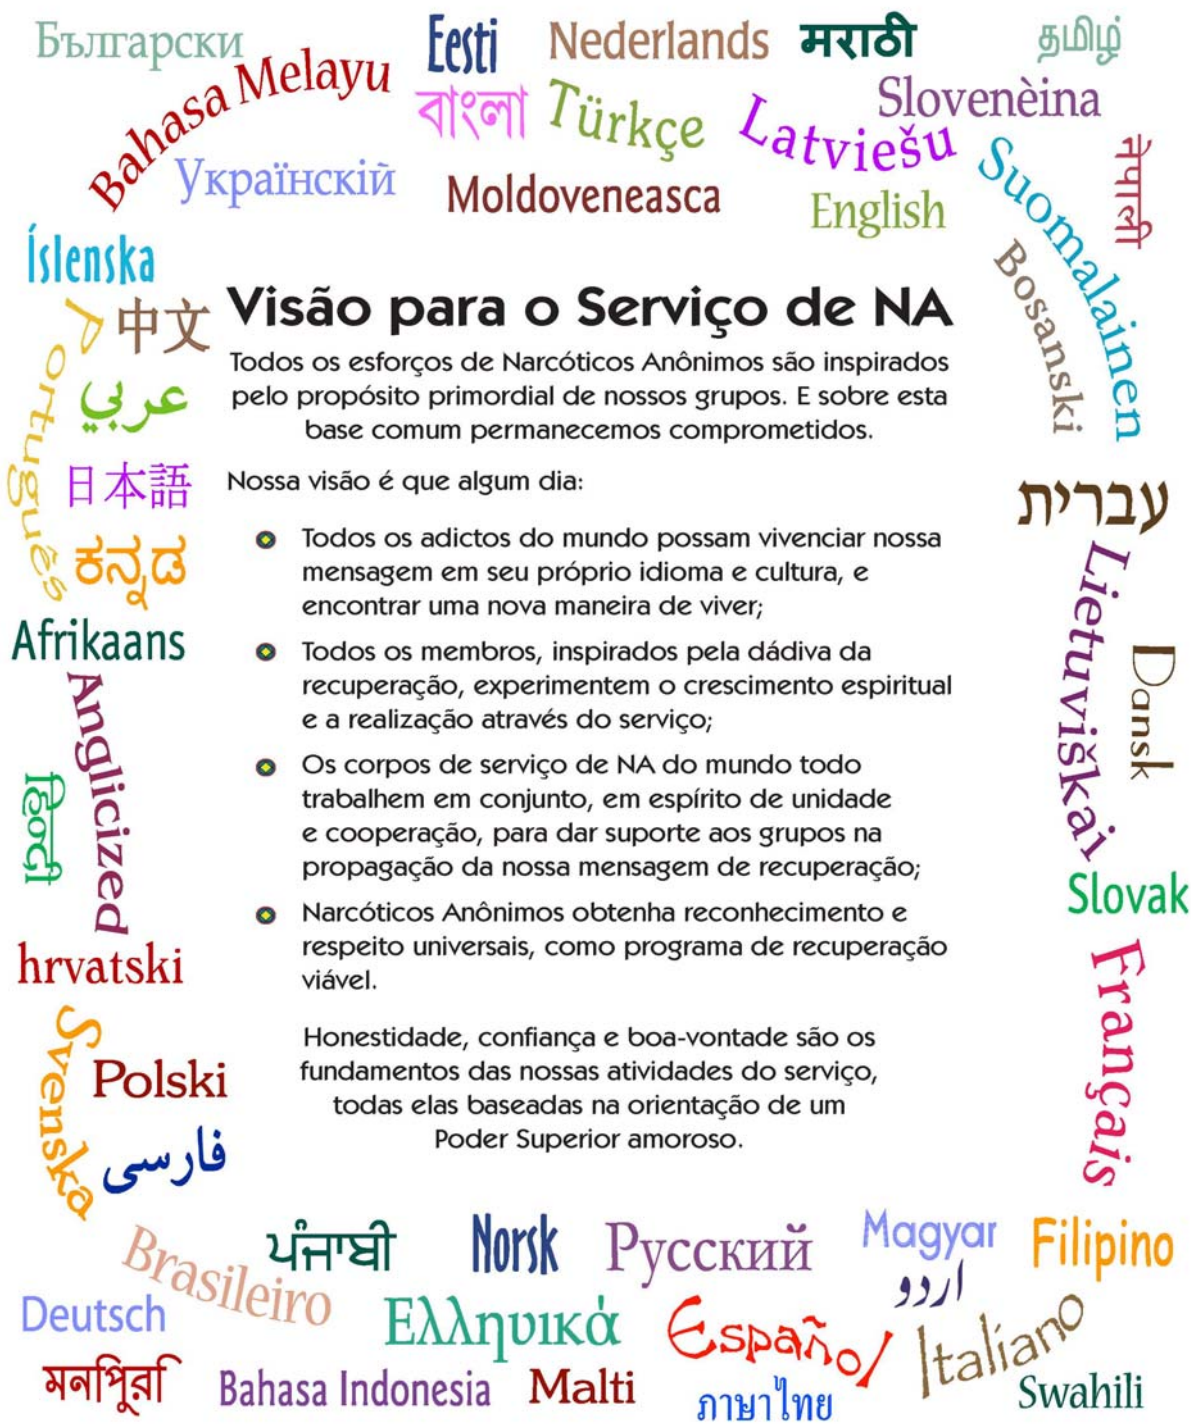 Български
Eesti
Nederlands
मराठी
தமிழ்
Bahasa Melayu
বাংলা
Türkçe
Latviešu
Slovenèina
Українскій
Moldoveneasca
English
Suomalainen
नेपाली
Íslenska
Bosanski
Português
中文
Visão para o Serviço de NA
Todos os esforços de Narcóticos Anônimos são inspirados
pelo propósito primordial de nossos grupos. E sobre esta
base comum permanecemos comprometidos.
عربي
日本語
Nossa visão é que algum dia:
עברית
ಕನ್ನಡ
Todos os adictos do mundo possam vivenciar nossa
mensagem em seu próprio idioma e cultura, e
encontrar uma nova maneira de viver;
Lietuviškai
Afrikaans
Todos os membros, inspirados pela dádiva da
recuperação, experimentem o crescimento espiritual
e a realização através do serviço;
Dansk
Anglicized
हिन्दी
Os corpos de serviço de NA do mundo todo
trabalhem em conjunto, em espírito de unidade
e cooperação, para dar suporte aos grupos na
propagação da nossa mensagem de recuperação;
Slovak
Narcóticos Anônimos obtenha reconhecimento e
respeito universais, como programa de recuperação
viável.
hrvatski
Français
Svenska
Polski
Honestidade, confiança e boa-vontade são os
fundamentos das nossas atividades do serviço,
todas elas baseadas na orientação de um
Poder Superior amoroso.
فارسی
Brasileiro
ਪੰਜਾਬੀ
Norsk
Русский
Magyar
Filipino
اردو
Deutsch
Ελληυικά
Español
Italiano
মনপিুরি
Bahasa Indonesia
Malti
ภาษาไทย
Swahili